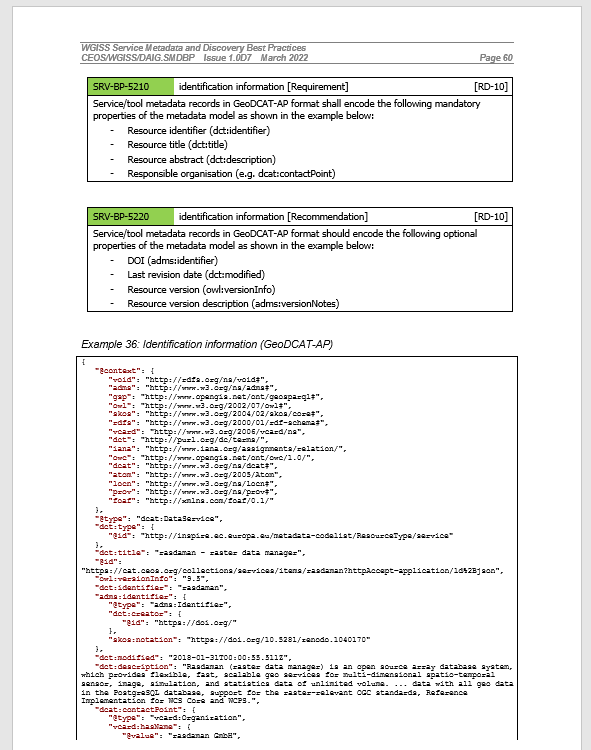 WGISS Service Metadata and Discovery Best Practices
CEOS/WGISS/DAIG.SMDBP Issue 1.0D7 March 2022 Page 60
SRV-BP-5210 identification information [Requirement] [RD-10]
Service/tool metadata records in GeoDCAT-AP format shall encode the following mandatory
properties of the metadata model as shown in the example below:
- Resource identifier (dct:identifier)
- Resource title (dct:title)
- Resource abstract (dct:description)
- Responsible organisation (e.g. dcat:contactPoint)
SRV-BP-5220 identification information [Recommendation] [RD-10]
Service/tool metadata records in GeoDCAT-AP format should encode the following optional
properties of the metadata model as shown in the example below:
- DOI (adms:identifier)
- Last revision date (dct:modified)
- Resource version (owl:versionInfo)
- Resource version description (adms:versionNotes)
Example 36: Identification information (GeoDCAT-AP)
{
"@context": {
"void": "http://rdfs.org/ns/void#",
"adms": "http://www.w3.org/ns/adms#",
"gsp": "http://www.opengis.net/ont/geosparql#",
"owl": "http://www.w3.org/2002/07/owl#",
"skos": "http://www.w3.org/2004/02/skos/core#",
"rdfs": "http://www.w3.org/2000/01/rdf-schema#",
"vcard": "http://www.w3.org/2006/vcard/ns",
"dct": "http://purl.org/dc/terms/",
"iana": "http://www.iana.org/assignments/relation/",
"owc": "http://www.opengis.net/ont/owc/1.0/",
"dcat": "http://www.w3.org/ns/dcat#",
"atom": "http://www.w3.org/2005/Atom",
"locn": "http://www.w3.org/ns/locn#",
"prov": "http://www.w3.org/ns/prov#",
"foaf": "http://xmlns.com/foaf/0.1/"
},
"@type": "dcat:DataService",
"dct:type": {
"@id": "http://inspire.ec.europa.eu/metadata-codelist/ResourceType/service"
},
"dct:title": "rasdaman - raster data manager",
"@id":
"https://cat.ceos.org/collections/services/items/rasdaman?httpAccept=application/ld%2Bjson",
"owl:versionInfo": "9.5",
"dct:identifier": "rasdaman",
"adms:identifier": {
"@type": "adms:Identifier",
"dct:creator": {
"@id": "https://doi.org/"
},
"skos:notation": "https://doi.org/10.5281/zenodo.1040170"
},
"dct:modified": "2018-01-31T00:00:55.511Z",
"dct:description": "Rasdaman (raster data manager) is an open source array database system,
which provides flexible, fast, scalable geo services for multi-dimensional spatio-temporal
sensor, image, simulation, and statistics data of unlimited volume. ... data with all geo data
in the PostgreSQL database, support for the raster-relevant OGC standards, Reference
Implementation for WCS Core and WCPS.",
"dcat:contactPoint": {
"@type": "vcard:Organization",
"vcard:hasName": {
"@value": "rasdaman GmbH",